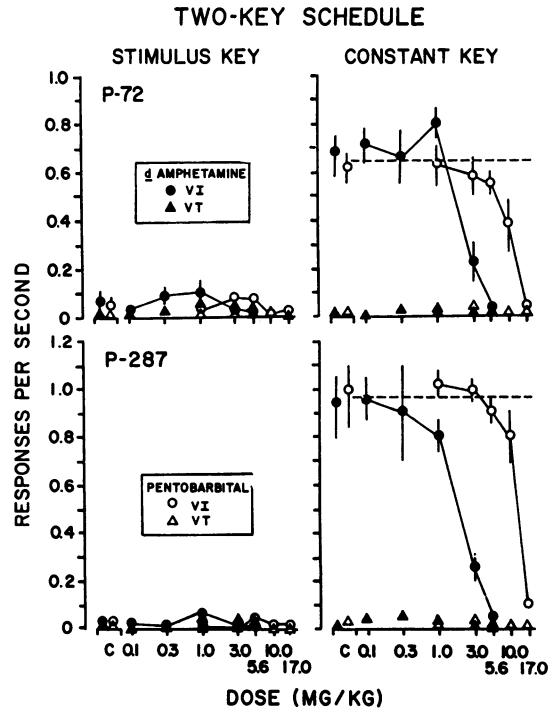 TWO-KEY SCHEDULE
STIMULUS KEY CONSTANT KEY
P-72
1.0
0.8
0.6
0.4
0.2
0
d AMPHETAMINE
● VI
▲ VT
RESPONSES PER SECOND
P-287
1.2
1.0
0.8
0.6
0.4
0.2
0
PENTOBARBITAL
○ VI
△ VT
C 0.1 0.3 1.0 3.0 10.0 C 0.1 0.3 1.0 3.0 10.0
5.6 17.0 5.6 17.0
DOSE (MG/KG)